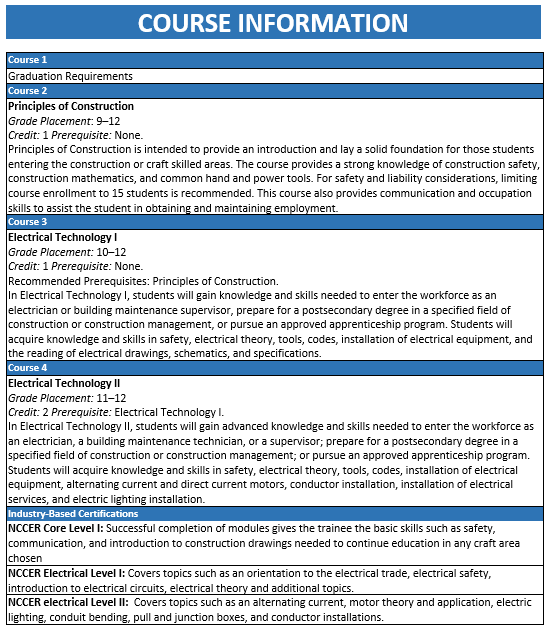 COURSE INFORMATION
Course 1
Graduation Requirements
Course 2
Principles of Construction
Grade Placement: 9–12
Credit: 1 Prerequisite: None.
Principles of Construction is intended to provide an introduction and lay a solid foundation for those students
entering the construction or craft skilled areas. The course provides a strong knowledge of construction safety,
construction mathematics, and common hand and power tools. For safety and liability considerations, limiting
course enrollment to 15 students is recommended. This course also provides communication and occupation
skills to assist the student in obtaining and maintaining employment.
Course 3
Electrical Technology I
Grade Placement: 10–12
Credit: 1 Prerequisite: None.
Recommended Prerequisites: Principles of Construction.
In Electrical Technology I, students will gain knowledge and skills needed to enter the workforce as an
electrician or building maintenance supervisor, prepare for a postsecondary degree in a specified field of
construction or construction management, or pursue an approved apprenticeship program. Students will
acquire knowledge and skills in safety, electrical theory, tools, codes, installation of electrical equipment, and
the reading of electrical drawings, schematics, and specifications.
Course 4
Electrical Technology II
Grade Placement: 11–12
Credit: 2 Prerequisite: Electrical Technology I.
In Electrical Technology II, students will gain advanced knowledge and skills needed to enter the workforce as
an electrician, a building maintenance technician, or a supervisor; prepare for a postsecondary degree in a
specified field of construction or construction management; or pursue an approved apprenticeship program.
Students will acquire knowledge and skills in safety, electrical theory, tools, codes, installation of electrical
equipment, alternating current and direct current motors, conductor installation, installation of electrical
services, and electric lighting installation.
Industry-Based Certifications
NCCER Core Level I: Successful completion of modules gives the trainee the basic skills such as safety,
communication, and introduction to construction drawings needed to continue education in any craft area
chosen
NCCER Electrical Level I: Covers topics such as an orientation to the electrical trade, electrical safety,
introduction to electrical circuits, electrical theory and additional topics.
NCCER electrical Level II:  Covers topics such as an alternating current, motor theory and application, electric
lighting, conduit bending, pull and junction boxes, and conductor installations.